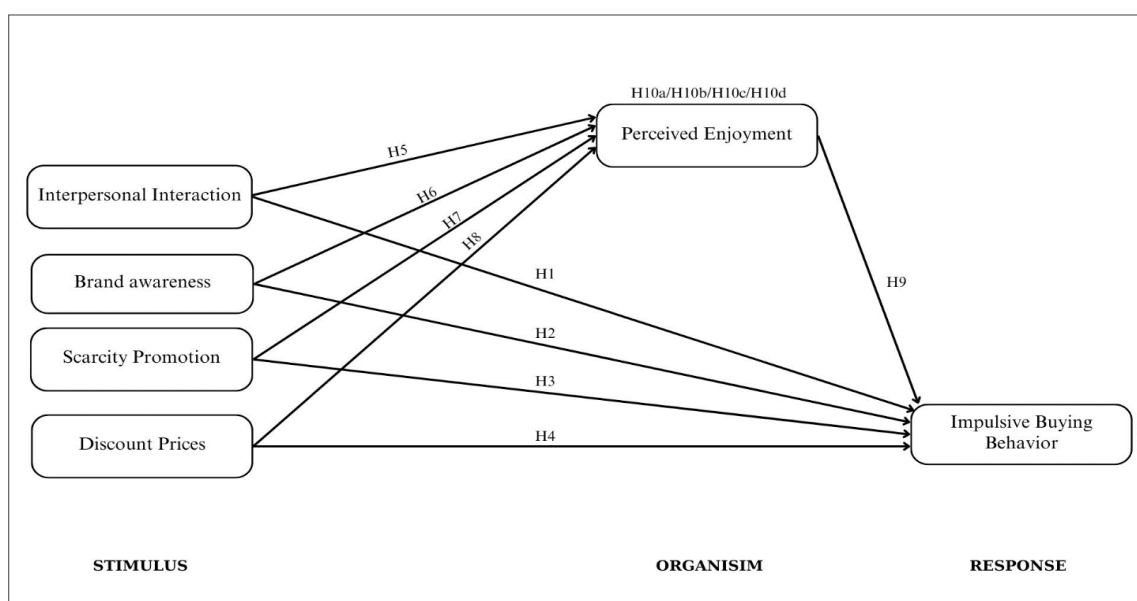 H10a/H10b/H10c/H10d
Perceived Enjoyment
H5
Interpersonal Interaction
H6
H7
H8
Brand awareness
H1
H9
H2
Scarcity Promotion
H3
Impulsive Buying
Behavior
Discount Prices
H4
STIMULUS
ORGANISIM
RESPONSE